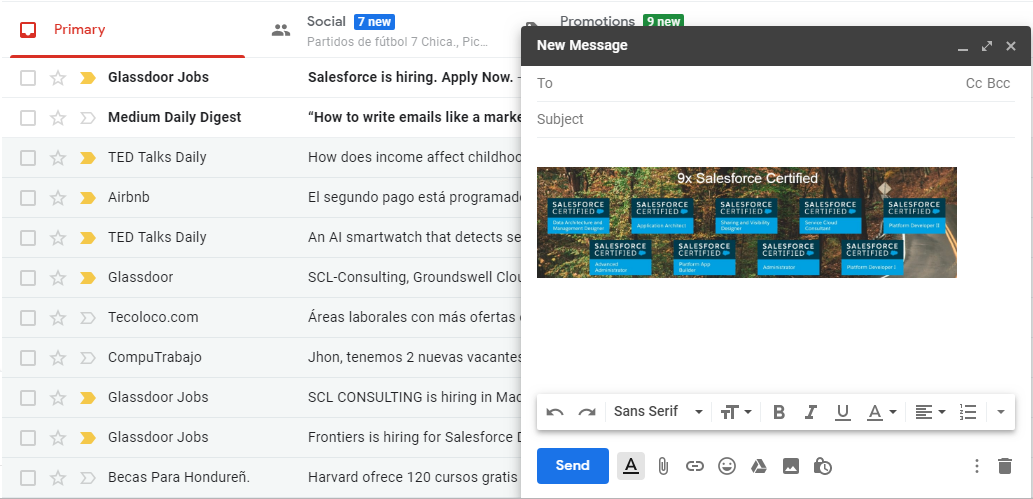 Primary
Social 7 new
Partidos de fútbol 7 Chica., Pic…
Promotions 9 new
Glassdoor Jobs Salesforce is hiring. Apply Now. -
Medium Daily Digest “How to write emails like a marke
TED Talks Daily How does income affect childhoo
Airbnb El segundo pago está programado
TED Talks Daily An AI smartwatch that detects se
Glassdoor SCL-Consulting, Groundswell Clou
Tecoloco.com Áreas laborales con más ofertas
CompuTrabajo Jhon, tenemos 2 nuevas vacantes
Glassdoor Jobs SCL CONSULTING is hiring in Mad
Glassdoor Jobs Frontiers is hiring for Salesforce D
Becas Para Hondureñ. Harvard ofrece 120 cursos gratis
New Message
To Cc Bcc
Subject
9x Salesforce Certified
SALESFORCE CERTIFIED
Data Architecture and
Management Designer
SALESFORCE CERTIFIED
Application Architect
SALESFORCE CERTIFIED
Sharing and Visibility
Designer
SALESFORCE CERTIFIED
Service Cloud
Consultant
SALESFORCE CERTIFIED
Platform Developer II
SALESFORCE CERTIFIED
Advanced
Administrator
SALESFORCE CERTIFIED
Platform App
Builder
SALESFORCE CERTIFIED
Administrator
SALESFORCE CERTIFIED
Platform Developer I
Sans Serif
B I U A
Send A